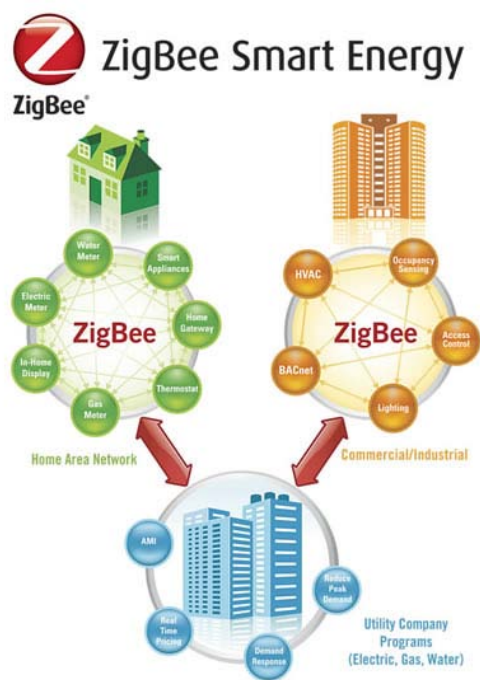 ZigBee Smart Energy
ZigBee®
Water
Meter
Smart
Appliances
Electric
Meter
Home
Gateway
ZigBee
In-Home
Display
Thermostat
Gas
Meter
Home Area Network
HVAC
Occupancy
Sensing
ZigBee
Access
Control
BACnet
Lighting
Commercial/Industrial
AMI
Reduce
Peak
Demand
Real
Time
Pricing
Demand
Response
Utility Company
Programs
(Electric, Gas, Water)